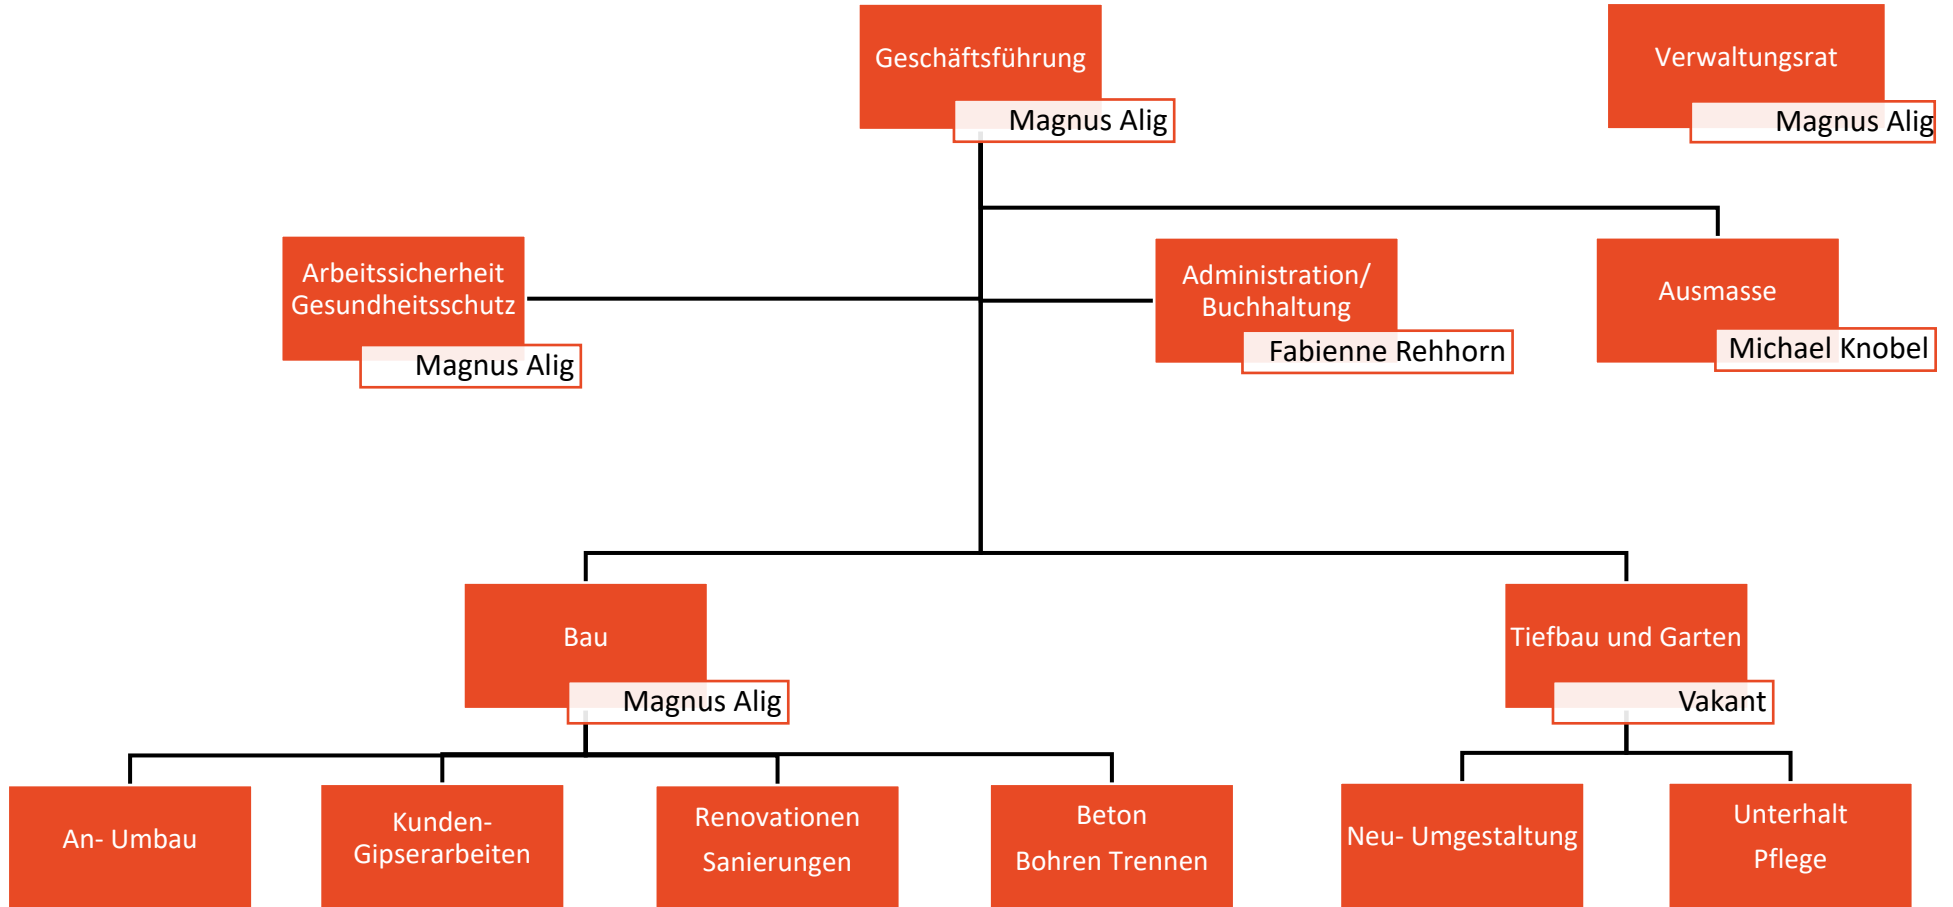 Geschäftsführung
Magnus Alig
Verwaltungsrat
Magnus Alig
Arbeitssicherheit
Gesundheitsschutz
Magnus Alig
Administration/
Buchhaltung
Fabienne Rehhorn
Ausmasse
Michael Knobel
Bau
Magnus Alig
Tiefbau und Garten
Vakant
An- Umbau
Kunden-
Gipserarbeiten
Renovationen
Sanierungen
Beton
Bohren Trennen
Neu- Umgestaltung
Unterhalt
Pflege